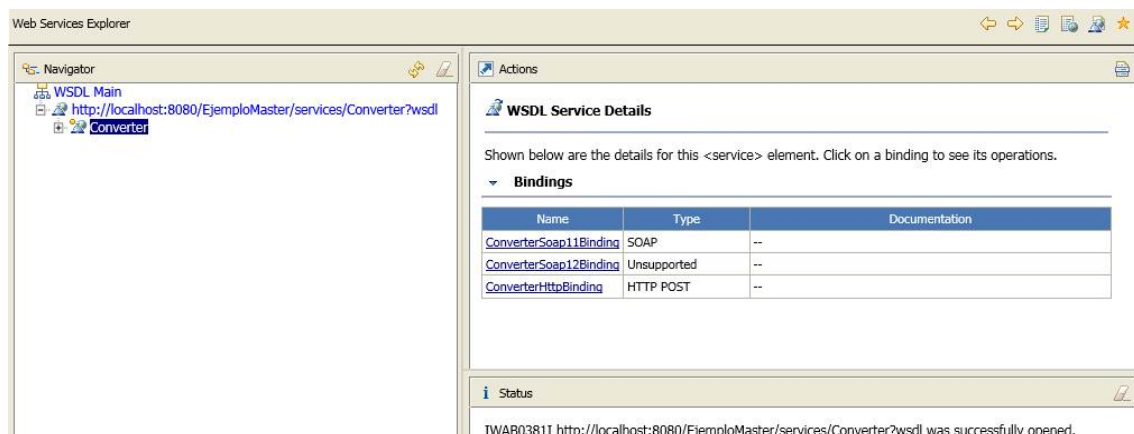 Web Services Explorer
Navigator
WSDL Main
http://localhost:8080/EjemploMaster/services/Converter?wsdl
Converter
Actions
WSDL Service Details
Shown below are the details for this <service> element. Click on a binding to see its operations.
Bindings
Name Type Documentation
ConverterSoap11Binding SOAP --
ConverterSoap12Binding Unsupported --
ConverterHttpBinding HTTP POST --
i Status
IWAB0381I http://localhost:8080/EjemploMaster/services/Converter?wsdl was successfully opened.